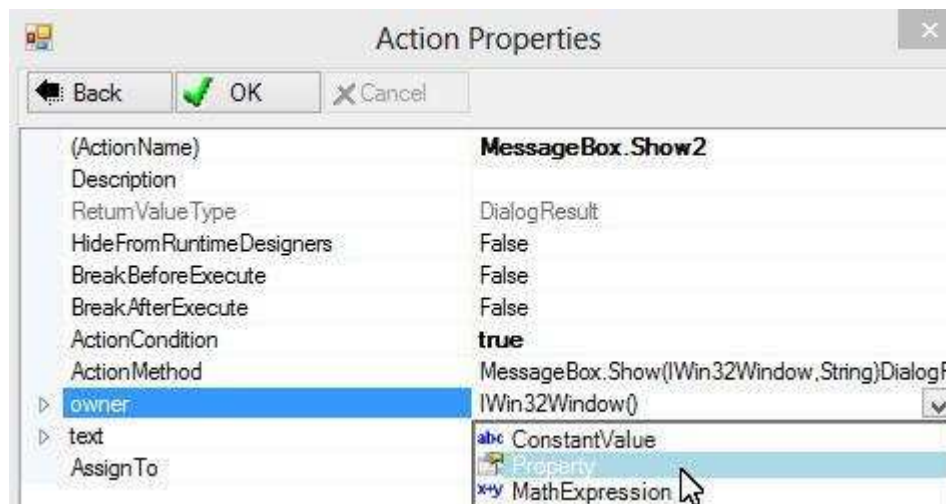 Action Properties
Back OK Cancel
(ActionName) MessageBox.Show2
Description
ReturnValueType DialogResult
HideFromRuntimeDesigners False
BreakBeforeExecute False
BreakAfterExecute False
ActionCondition true
ActionMethod MessageBox.Show(IWin32Window,String)DialogR
owner IWin32Window()
text abc ConstantValue
AssignTo Property
x+y MathExpression